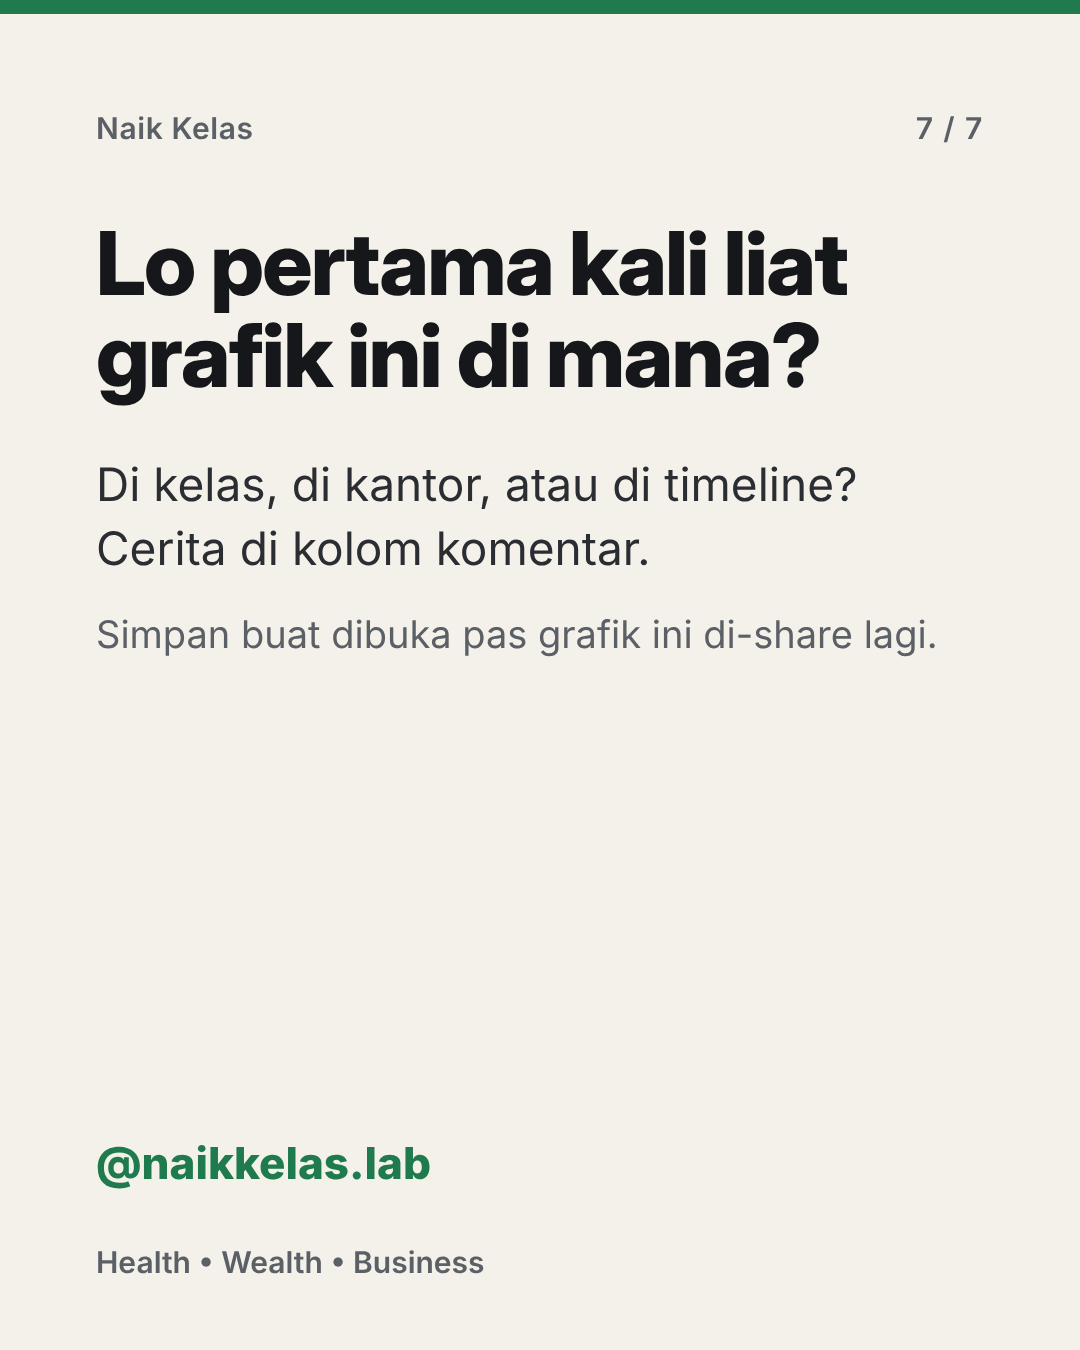 Naik Kelas
7 / 7
Lo pertama kali liat
grafik ini di mana?
Di kelas, di kantor, atau di timeline?
Cerita di kolom komentar.
Simpan buat dibuka pas grafik ini di-share lagi.
@naikkelas.lab
Health • Wealth • Business